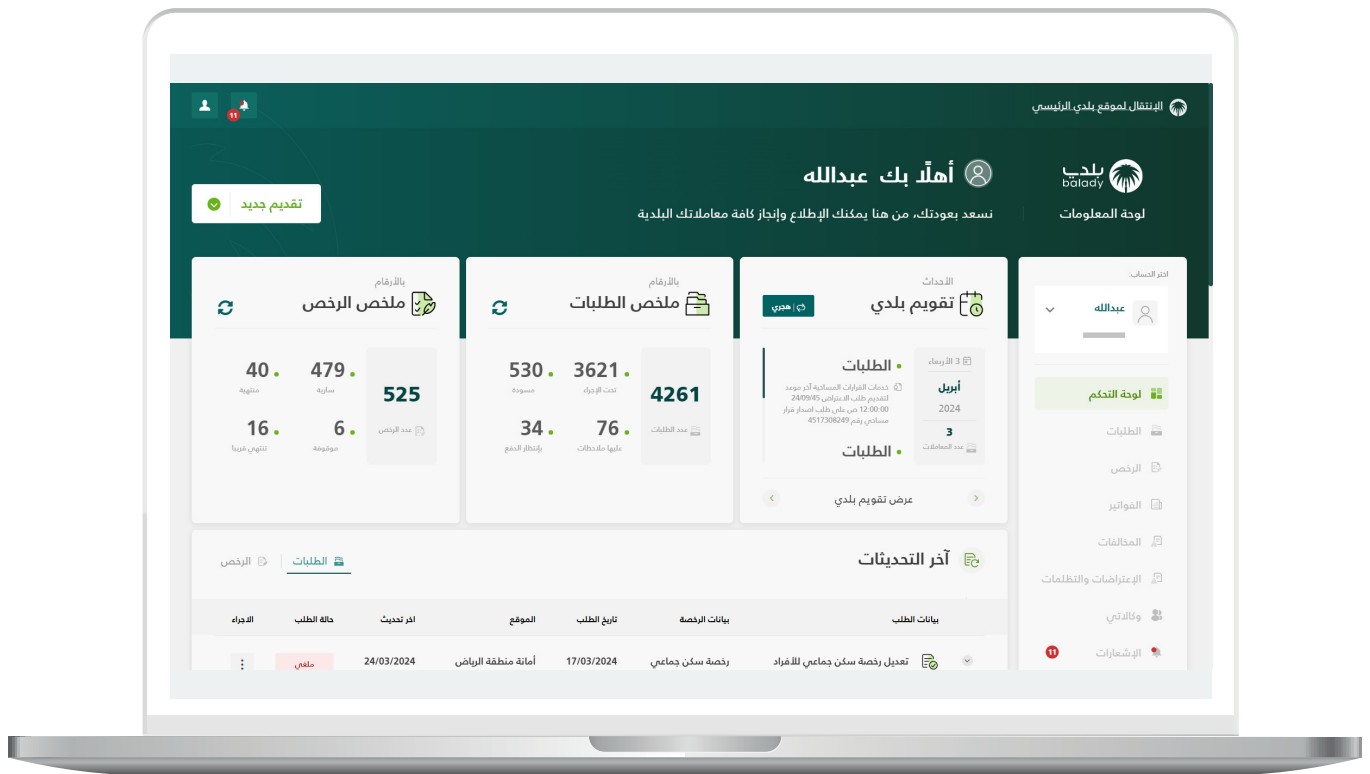 الإنتقال لموقع بلدي الرئيسي
11
بلدي
balady
لوحة المعلومات
أهلًا بك عبدالله
نسعد بعودتك، من هنا يمكنك الإطلاع وإنجاز كافة معاملاتك البلدية
تقديم جديد
اختر الحساب:
عبدالله
لوحة التحكم
الطلبات
الرخص
الفواتير
المخالفات
الإعتراضات والتظلمات
وكالاتي
الإشعارات
11
الأحداث
تقويم بلدي
هجري
3 الأربعاء
أبريل
2024
3
عدد المعاملات
الطلبات
خدمات القرارات المساحية آخر موعد
لتقديم طلب الاعتراض 24/09/45
12:00:00 ص على طلب اصدار قرار
مساحي رقم 4517308249
الطلبات
عرض تقويم بلدي
بالأرقام
ملخص الطلبات
4261
عدد الطلبات
3621
تحت الإجراء
530
مسودة
76
عليها ملاحظات
34
بإنتظار الدفع
بالأرقام
ملخص الرخص
525
عدد الرخص
479
سارية
40
منتهية
6
موقوفة
16
تنتهي قريبا
آخر التحديثات
الطلبات
الرخص
بيانات الطلب
بيانات الرخصة
تاريخ الطلب
الموقع
اخر تحديث
حالة الطلب
الاجراء
تعديل رخصة سكن جماعي للأفراد
رخصة سكن جماعي
17/03/2024
أمانة منطقة الرياض
24/03/2024
ملغي